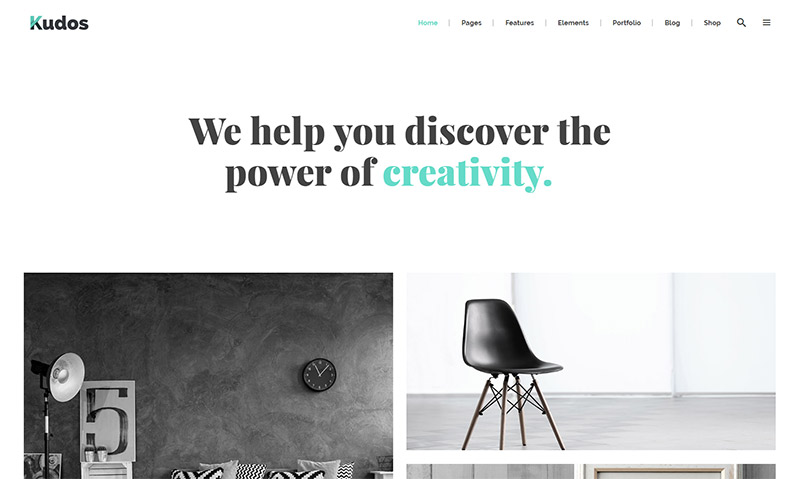 Kudos
Home | Pages | Features | Elements | Portfolio | Blog | Shop
We help you discover the
power of creativity.
5